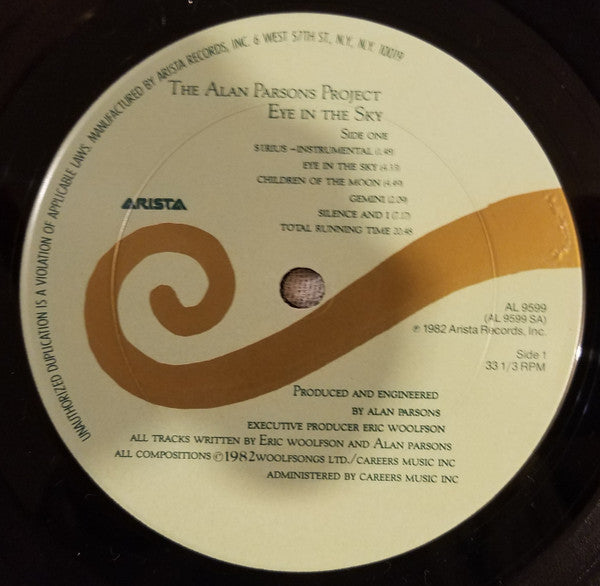 UNAUTHORIZED DUPLICATION IS A VIOLATION OF APPLICABLE LAWS. MANUFACTURED BY ARISTA RECORDS, INC. 6 WEST 57TH ST., N.Y., N.Y. 10019
THE ALAN PARSONS PROJECT
EYE IN THE SKY
SIDE ONE
SIRIUS -INSTRUMENTAL (1.48)
EYE IN THE SKY (4.33)
CHILDREN OF THE MOON (4.49)
GEMINI (2.09)
SILENCE AND I (7.17)
TOTAL RUNNING TIME 20:48
ARISTA
AL 9599
(AL 9599 SA)
℗ 1982 Arista Records, Inc.
Side 1
33 1/3 RPM
PRODUCED AND ENGINEERED
BY ALAN PARSONS
EXECUTIVE PRODUCER ERIC WOOLFSON
ALL TRACKS WRITTEN BY ERIC WOOLFSON AND ALAN PARSONS
ALL COMPOSITIONS ©1982 WOOLFSONGS LTD./CAREERS MUSIC INC
ADMINISTERED BY CAREERS MUSIC INC